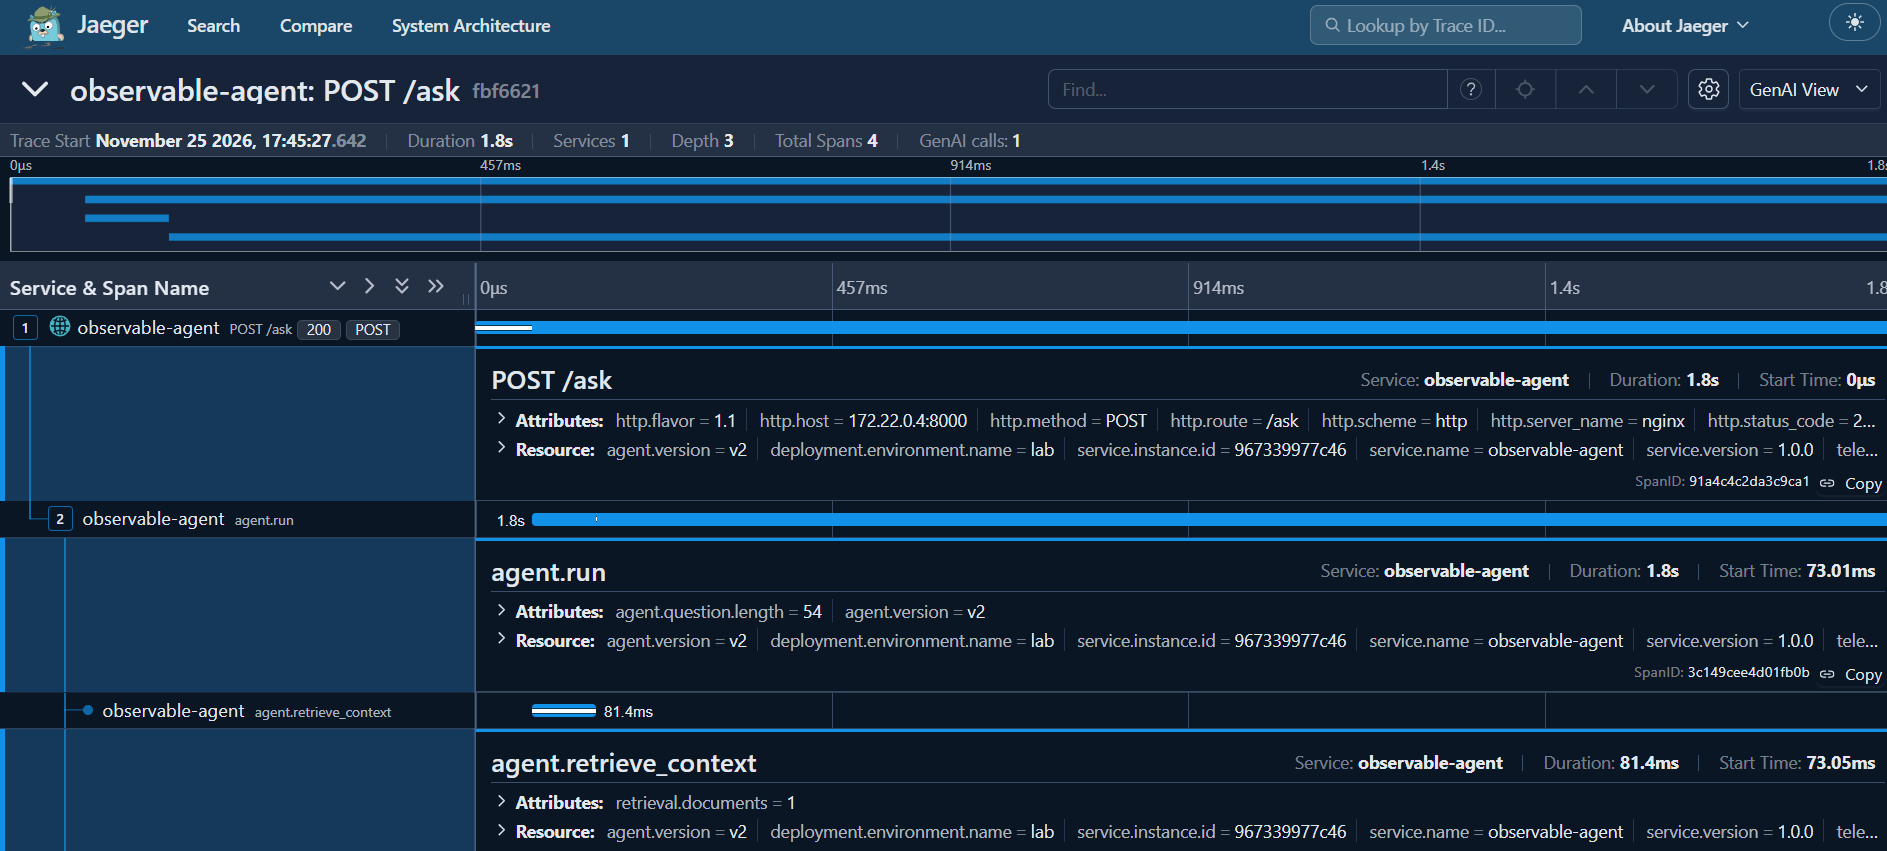 Jaeger Search Compare System Architecture Lookup by Trace ID... About Jaeger
observable-agent: POST /ask fbf6621 Find... ? GenAI View
Trace Start November 25 2026, 17:45:27.642 Duration 1.8s Services 1 Depth 3 Total Spans 4 GenAI calls: 1
0μs 457ms 914ms 1.4s 1.8s
Service & Span Name 0μs 457ms 914ms 1.4s 1.8
1 observable-agent POST /ask 200 POST
POST /ask Service: observable-agent Duration: 1.8s Start Time: 0μs
Attributes: http.flavor = 1.1 http.host = 172.22.0.4:8000 http.method = POST http.route = /ask http.scheme = http http.server_name = nginx http.status_code = 2...
Resource: agent.version = v2 deployment.environment.name = lab service.instance.id = 967339977c46 service.name = observable-agent service.version = 1.0.0 tele...
SpanID: 91a4c4c2da3c9ca1 Copy
2 observable-agent agent.run 1.8s
agent.run Service: observable-agent Duration: 1.8s Start Time: 73.01ms
Attributes: agent.question.length = 54 agent.version = v2
Resource: agent.version = v2 deployment.environment.name = lab service.instance.id = 967339977c46 service.name = observable-agent service.version = 1.0.0 tele...
SpanID: 3c149cee4d01fb0b Copy
observable-agent agent.retrieve_context 81.4ms
agent.retrieve_context Service: observable-agent Duration: 81.4ms Start Time: 73.05ms
Attributes: retrieval.documents = 1
Resource: agent.version = v2 deployment.environment.name = lab service.instance.id = 967339977c46 service.name = observable-agent service.version = 1.0.0 tele...